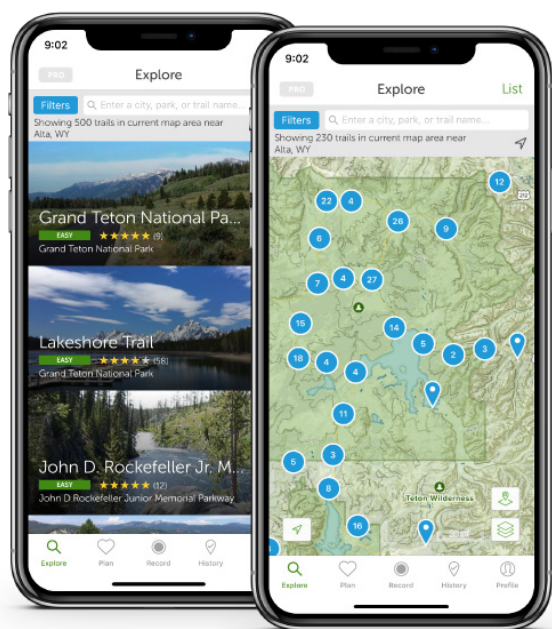 9:02
PRO
Explore
Filters
Enter a city, park, or trail name...
Showing 500 trails in current map area near
Alta, WY
Grand Teton National Pa...
EASY
(9)
Grand Teton National Park
Lakeshore Trail
EASY
(58)
Grand Teton National Park
John D. Rockefeller Jr. M...
EASY
(12)
John D Rockefeller Junior Memorial Parkway
Explore
Plan
Record
History
9:02
PRO
Explore
List
Filters
Enter a city, park, or trail name...
Showing 230 trails in current map area near
Alta, WY
12
22
4
212
26
9
6
7
4
27
15
14
5
2
3
18
4
4
11
3
5
8
Teton Wilderness
16
Explore
Plan
Record
History
Profile